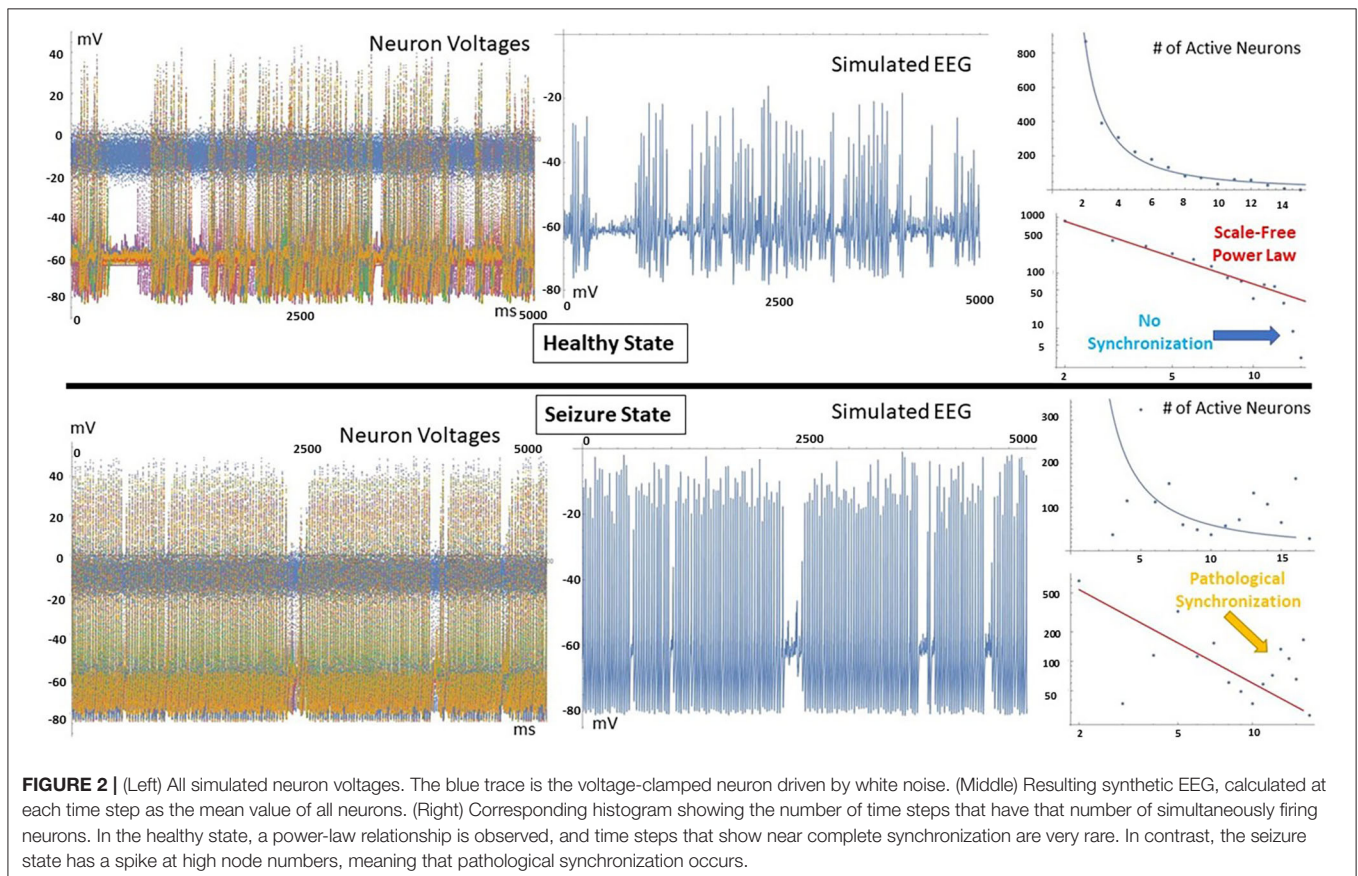 mV
Neuron Voltages
40
20
0
-20
-40
-60
-80
0
2500
5000
ms
Simulated EEG
-20
-40
-60
-80
mV
2500
5000
# of Active Neurons
800
600
400
200
2 4 6 8 10 12 14
1000
500
100
50
10
5
2 5 10
Scale-Free
Power Law
No
Synchronization
Healthy State
Seizure State
mV
Neuron Voltages
0
2500
5000
40
20
0
-20
-40
-60
-80
ms
Simulated EEG
0
2500
5000
-20
-40
-60
-80
mV
# of Active Neurons
300
200
100
5 10 15
500
200
100
50
2 5 10
Pathological
Synchronization
FIGURE 2 | (Left) All simulated neuron voltages. The blue trace is the voltage-clamped neuron driven by white noise. (Middle) Resulting synthetic EEG, calculated at
each time step as the mean value of all neurons. (Right) Corresponding histogram showing the number of time steps that have that number of simultaneously firing
neurons. In the healthy state, a power-law relationship is observed, and time steps that show near complete synchronization are very rare. In contrast, the seizure
state has a spike at high node numbers, meaning that pathological synchronization occurs.